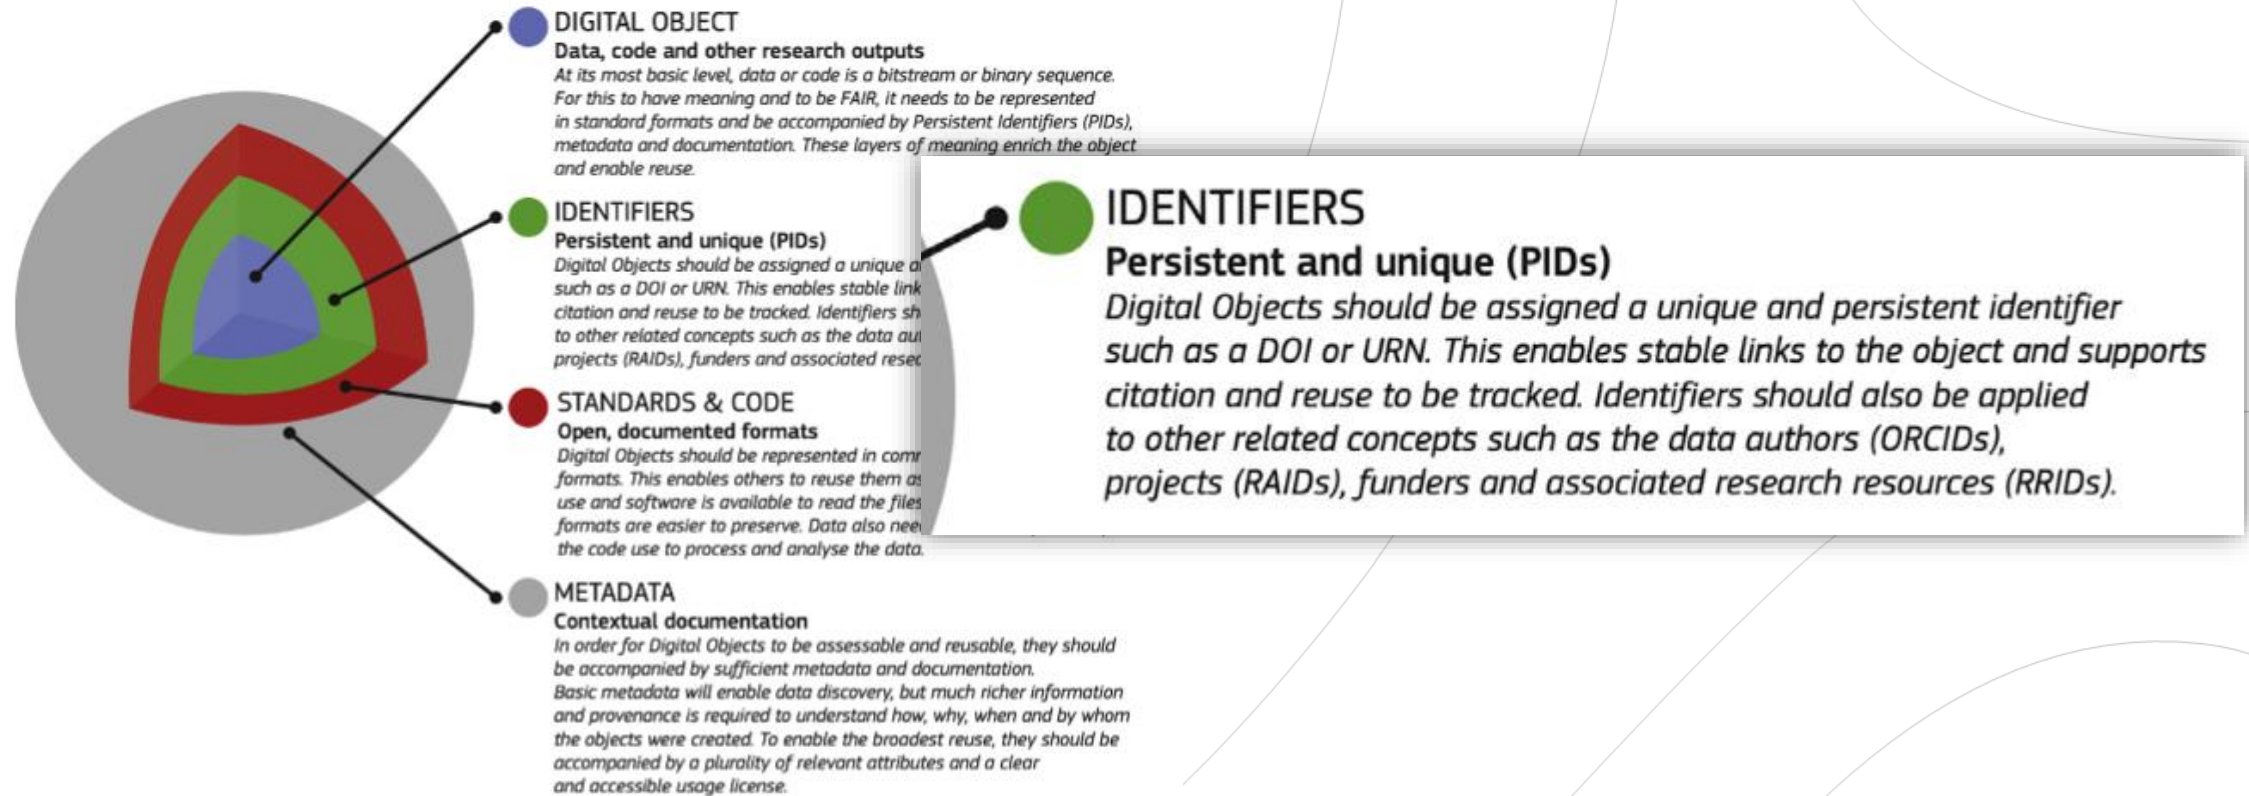 DIGITAL OBJECT
Data, code and other research outputs
At its most basic level, data or code is a bitstream or binary sequence.
For this to have meaning and to be FAIR, it needs to be represented
in standard formats and be accompanied by Persistent Identifiers (PIDs),
metadata and documentation. These layers of meaning enrich the object
and enable reuse.
IDENTIFIERS
Persistent and unique (PIDs)
Digital Objects should be assigned a unique
such as a DOI or URN. This enables stable link
citation and reuse to be tracked. Identifiers
to other related concepts such as the data
projects (RAIDs), funders and associated
STANDARDS & CODE
Open, documented formats
Digital Objects should be represented in
formats. This enables others to reuse them
use and software is available to read the files
formats are easier to preserve. Data also
the code use to process and analyse the data.
METADATA
Contextual documentation
In order for Digital Objects to be assessable and reusable, they should
be accompanied by sufficient metadata and documentation.
Basic metadata will enable data discovery, but much richer information
and provenance is required to understand how, why, when and by whom
the objects were created. To enable the broadest reuse, they should be
accompanied by a plurality of relevant attributes and a clear
and accessible usage license.
IDENTIFIERS
Persistent and unique (PIDs)
Digital Objects should be assigned a unique and persistent identifier
such as a DOI or URN. This enables stable links to the object and supports
citation and reuse to be tracked. Identifiers should also be applied
to other related concepts such as the data authors (ORCIDs),
projects (RAIDs), funders and associated research resources (RRIDs).